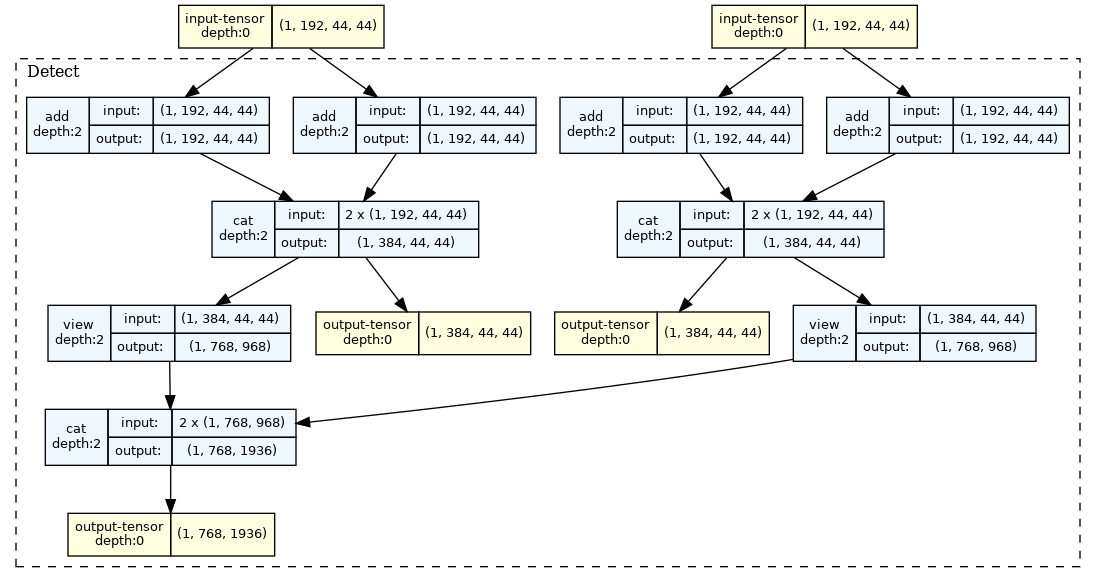 input-tensor
depth:0
(1, 192, 44, 44)
input-tensor
depth:0
(1, 192, 44, 44)
Detect
add
depth:2
input:
(1, 192, 44, 44)
output:
(1, 192, 44, 44)
add
depth:2
input:
(1, 192, 44, 44)
output:
(1, 192, 44, 44)
add
depth:2
input:
(1, 192, 44, 44)
output:
(1, 192, 44, 44)
add
depth:2
input:
(1, 192, 44, 44)
output:
(1, 192, 44, 44)
cat
depth:2
input:
2 x (1, 192, 44, 44)
output:
(1, 384, 44, 44)
cat
depth:2
input:
2 x (1, 192, 44, 44)
output:
(1, 384, 44, 44)
view
depth:2
input:
(1, 384, 44, 44)
output:
(1, 768, 968)
output-tensor
depth:0
(1, 384, 44, 44)
output-tensor
depth:0
(1, 384, 44, 44)
view
depth:2
input:
(1, 384, 44, 44)
output:
(1, 768, 968)
cat
depth:2
input:
2 x (1, 768, 968)
output:
(1, 768, 1936)
output-tensor
depth:0
(1, 768, 1936)